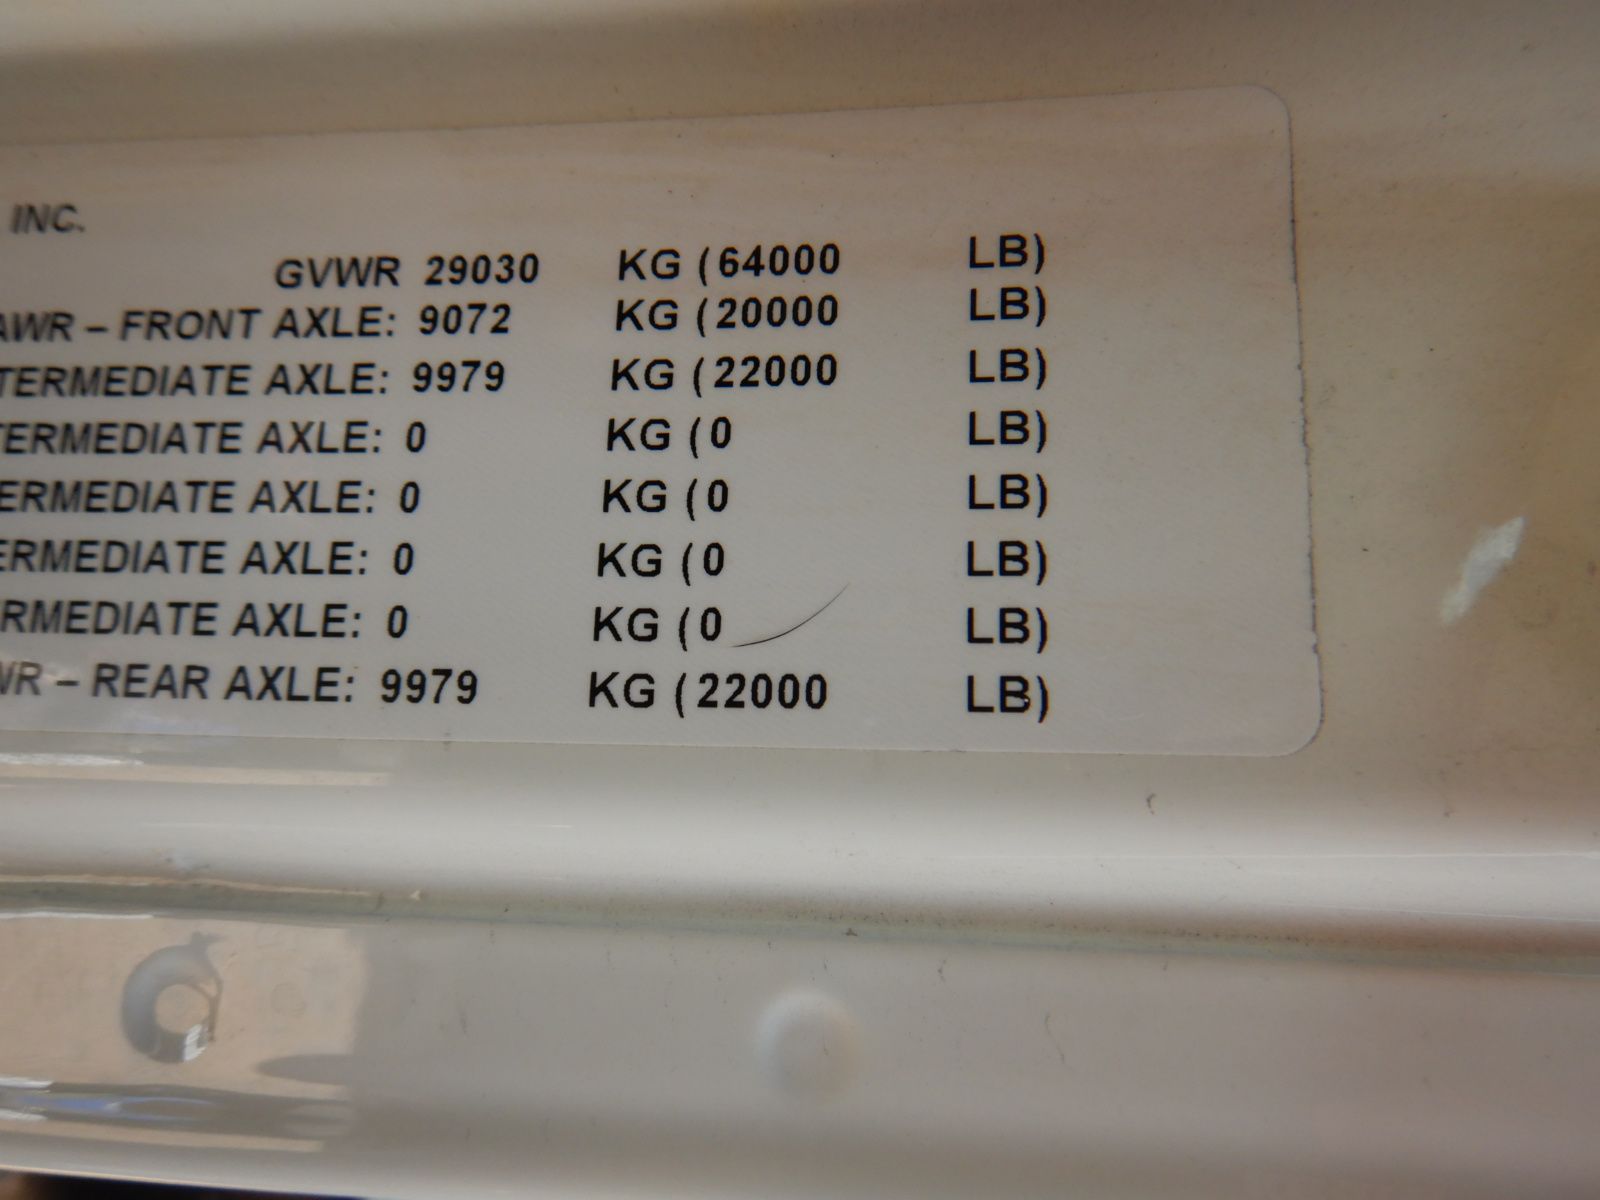 INC.
GVWR 29030 KG (64000 LB)
AWR – FRONT AXLE: 9072 KG (20000 LB)
TERMEDIATE AXLE: 9979 KG (22000 LB)
TERMEDIATE AXLE: 0 KG (0 LB)
ERMEDIATE AXLE: 0 KG (0 LB)
ERMEDIATE AXLE: 0 KG (0 LB)
RMEDIATE AXLE: 0 KG (0 LB)
WR – REAR AXLE: 9979 KG (22000 LB)